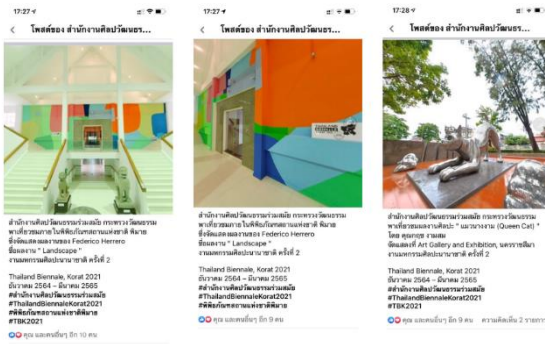 17:27
โพสต์ของ สำนักงานศิลปวัฒนธร...
สำนักงานศิลปวัฒนธรรมร่วมสมัย กระทรวงวัฒนธรรม
พาเที่ยวชมภายในพิพิธภัณฑสถานแห่งชาติ พิมาย
ซึ่งจัดแสดงผลงานของ Federico Herrero
ชื่อผลงาน " Landscape "
งานมหกรรมศิลปะนานาชาติ ครั้งที่ 2
Thailand Biennale, Korat 2021
ธันวาคม 2564 – มีนาคม 2565
#สำนักงานศิลปวัฒนธรรมร่วมสมัย
#ThailandBiennaleKorat2021
#พิพิธภัณฑสถานแห่งชาติพิมาย
#TBK2021
คุณ และคนอื่นๆ อีก 10 คน
17:27
โพสต์ของ สำนักงานศิลปวัฒนธร...
สำนักงานศิลปวัฒนธรรมร่วมสมัย กระทรวงวัฒนธรรม
พาเที่ยวชมภายในพิพิธภัณฑสถานแห่งชาติ พิมาย
ซึ่งจัดแสดงผลงานของ Federico Herrero
ชื่อผลงาน " Landscape "
งานมหกรรมศิลปะนานาชาติ ครั้งที่ 2
Thailand Biennale, Korat 2021
ธันวาคม 2564 – มีนาคม 2565
#สำนักงานศิลปวัฒนธรรมร่วมสมัย
#ThailandBiennaleKorat2021
#พิพิธภัณฑสถานแห่งชาติพิมาย
#TBK2021
คุณ และคนอื่นๆ อีก 9 คน
17:28
โพสต์ของ สำนักงานศิลปวัฒนธร...
สำนักงานศิลปวัฒนธรรมร่วมสมัย กระทรวงวัฒนธรรม
พาเที่ยวชมผลงานศิลปะ " แมวนางงาม (Queen Cat) "
โดย คุณกฤช งามสม
จัดแสดงที่ Art Gallery and Exhibition, นครราชสีมา
งานมหกรรมศิลปะนานาชาติ ครั้งที่ 2
Thailand Biennale, Korat 2021
ธันวาคม 2564 – มีนาคม 2565
#สำนักงานศิลปวัฒนธรรมร่วมสมัย
#ThailandBiennaleKorat2021
#TBK2021
คุณ และคนอื่นๆ อีก 9 คน ความคิดเห็น 2 รายการ